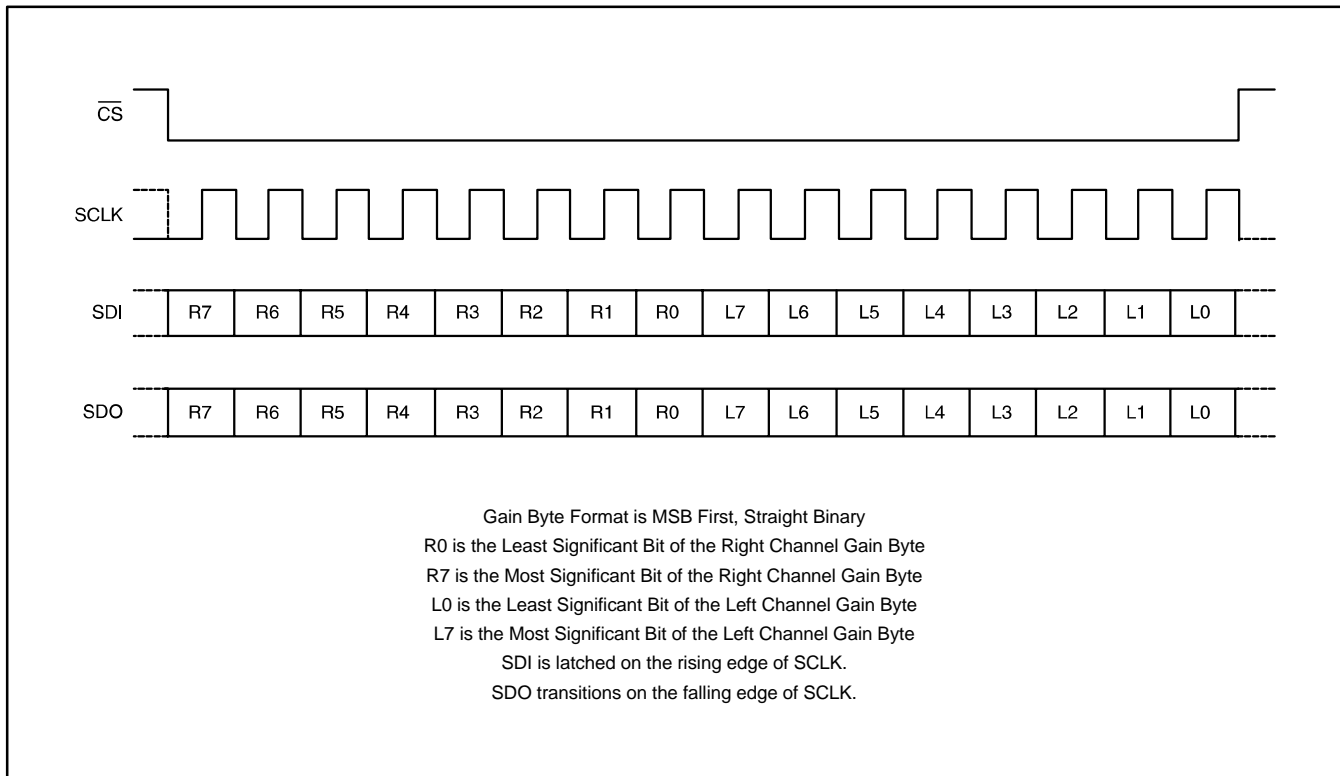 CS
SCLK
SDI R7 R6 R5 R4 R3 R2 R1 R0 L7 L6 L5 L4 L3 L2 L1 L0
SDO R7 R6 R5 R4 R3 R2 R1 R0 L7 L6 L5 L4 L3 L2 L1 L0
Gain Byte Format is MSB First, Straight Binary
R0 is the Least Significant Bit of the Right Channel Gain Byte
R7 is the Most Significant Bit of the Right Channel Gain Byte
L0 is the Least Significant Bit of the Left Channel Gain Byte
L7 is the Most Significant Bit of the Left Channel Gain Byte
SDI is latched on the rising edge of SCLK.
SDO transitions on the falling edge of SCLK.